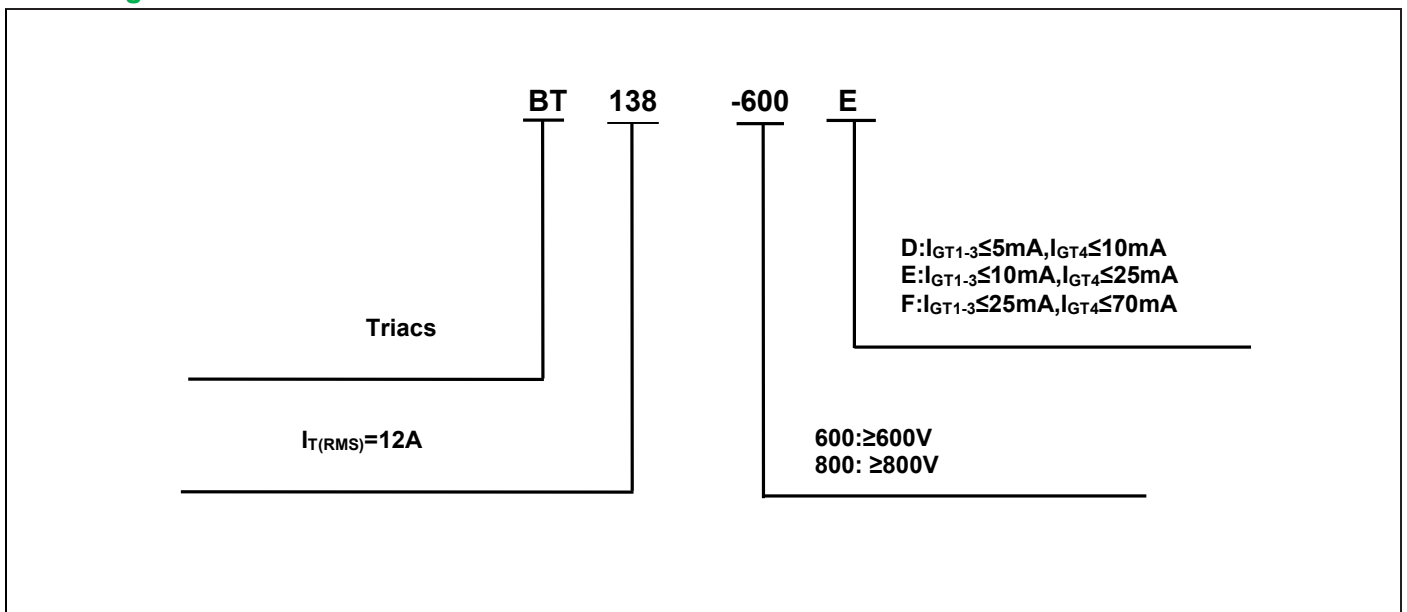 BT 138 -600 E
D:IGT1-3≤5mA,IGT4≤10mA
E:IGT1-3≤10mA,IGT4≤25mA
F:IGT1-3≤25mA,IGT4≤70mA
Triacs
IT(RMS)=12A
600:≥600V
800: ≥800V